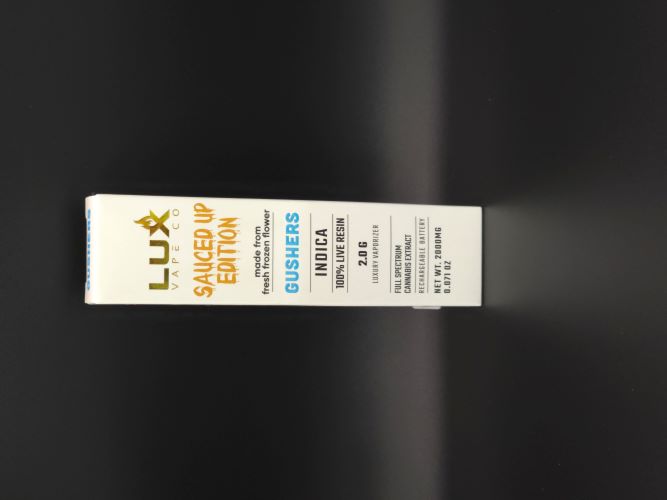 LUX
VAPE CO
SAUCED UP
EDITION
made from
fresh frozen flower
GUSHERS
INDICA
100% LIVE RESIN
2.0 G
LUXURY VAPORIZER
FULL SPECTRUM
CANNABIS EXTRACT
RECHARGEABLE BATTERY
NET WT. 2000MG
0.071 OZ